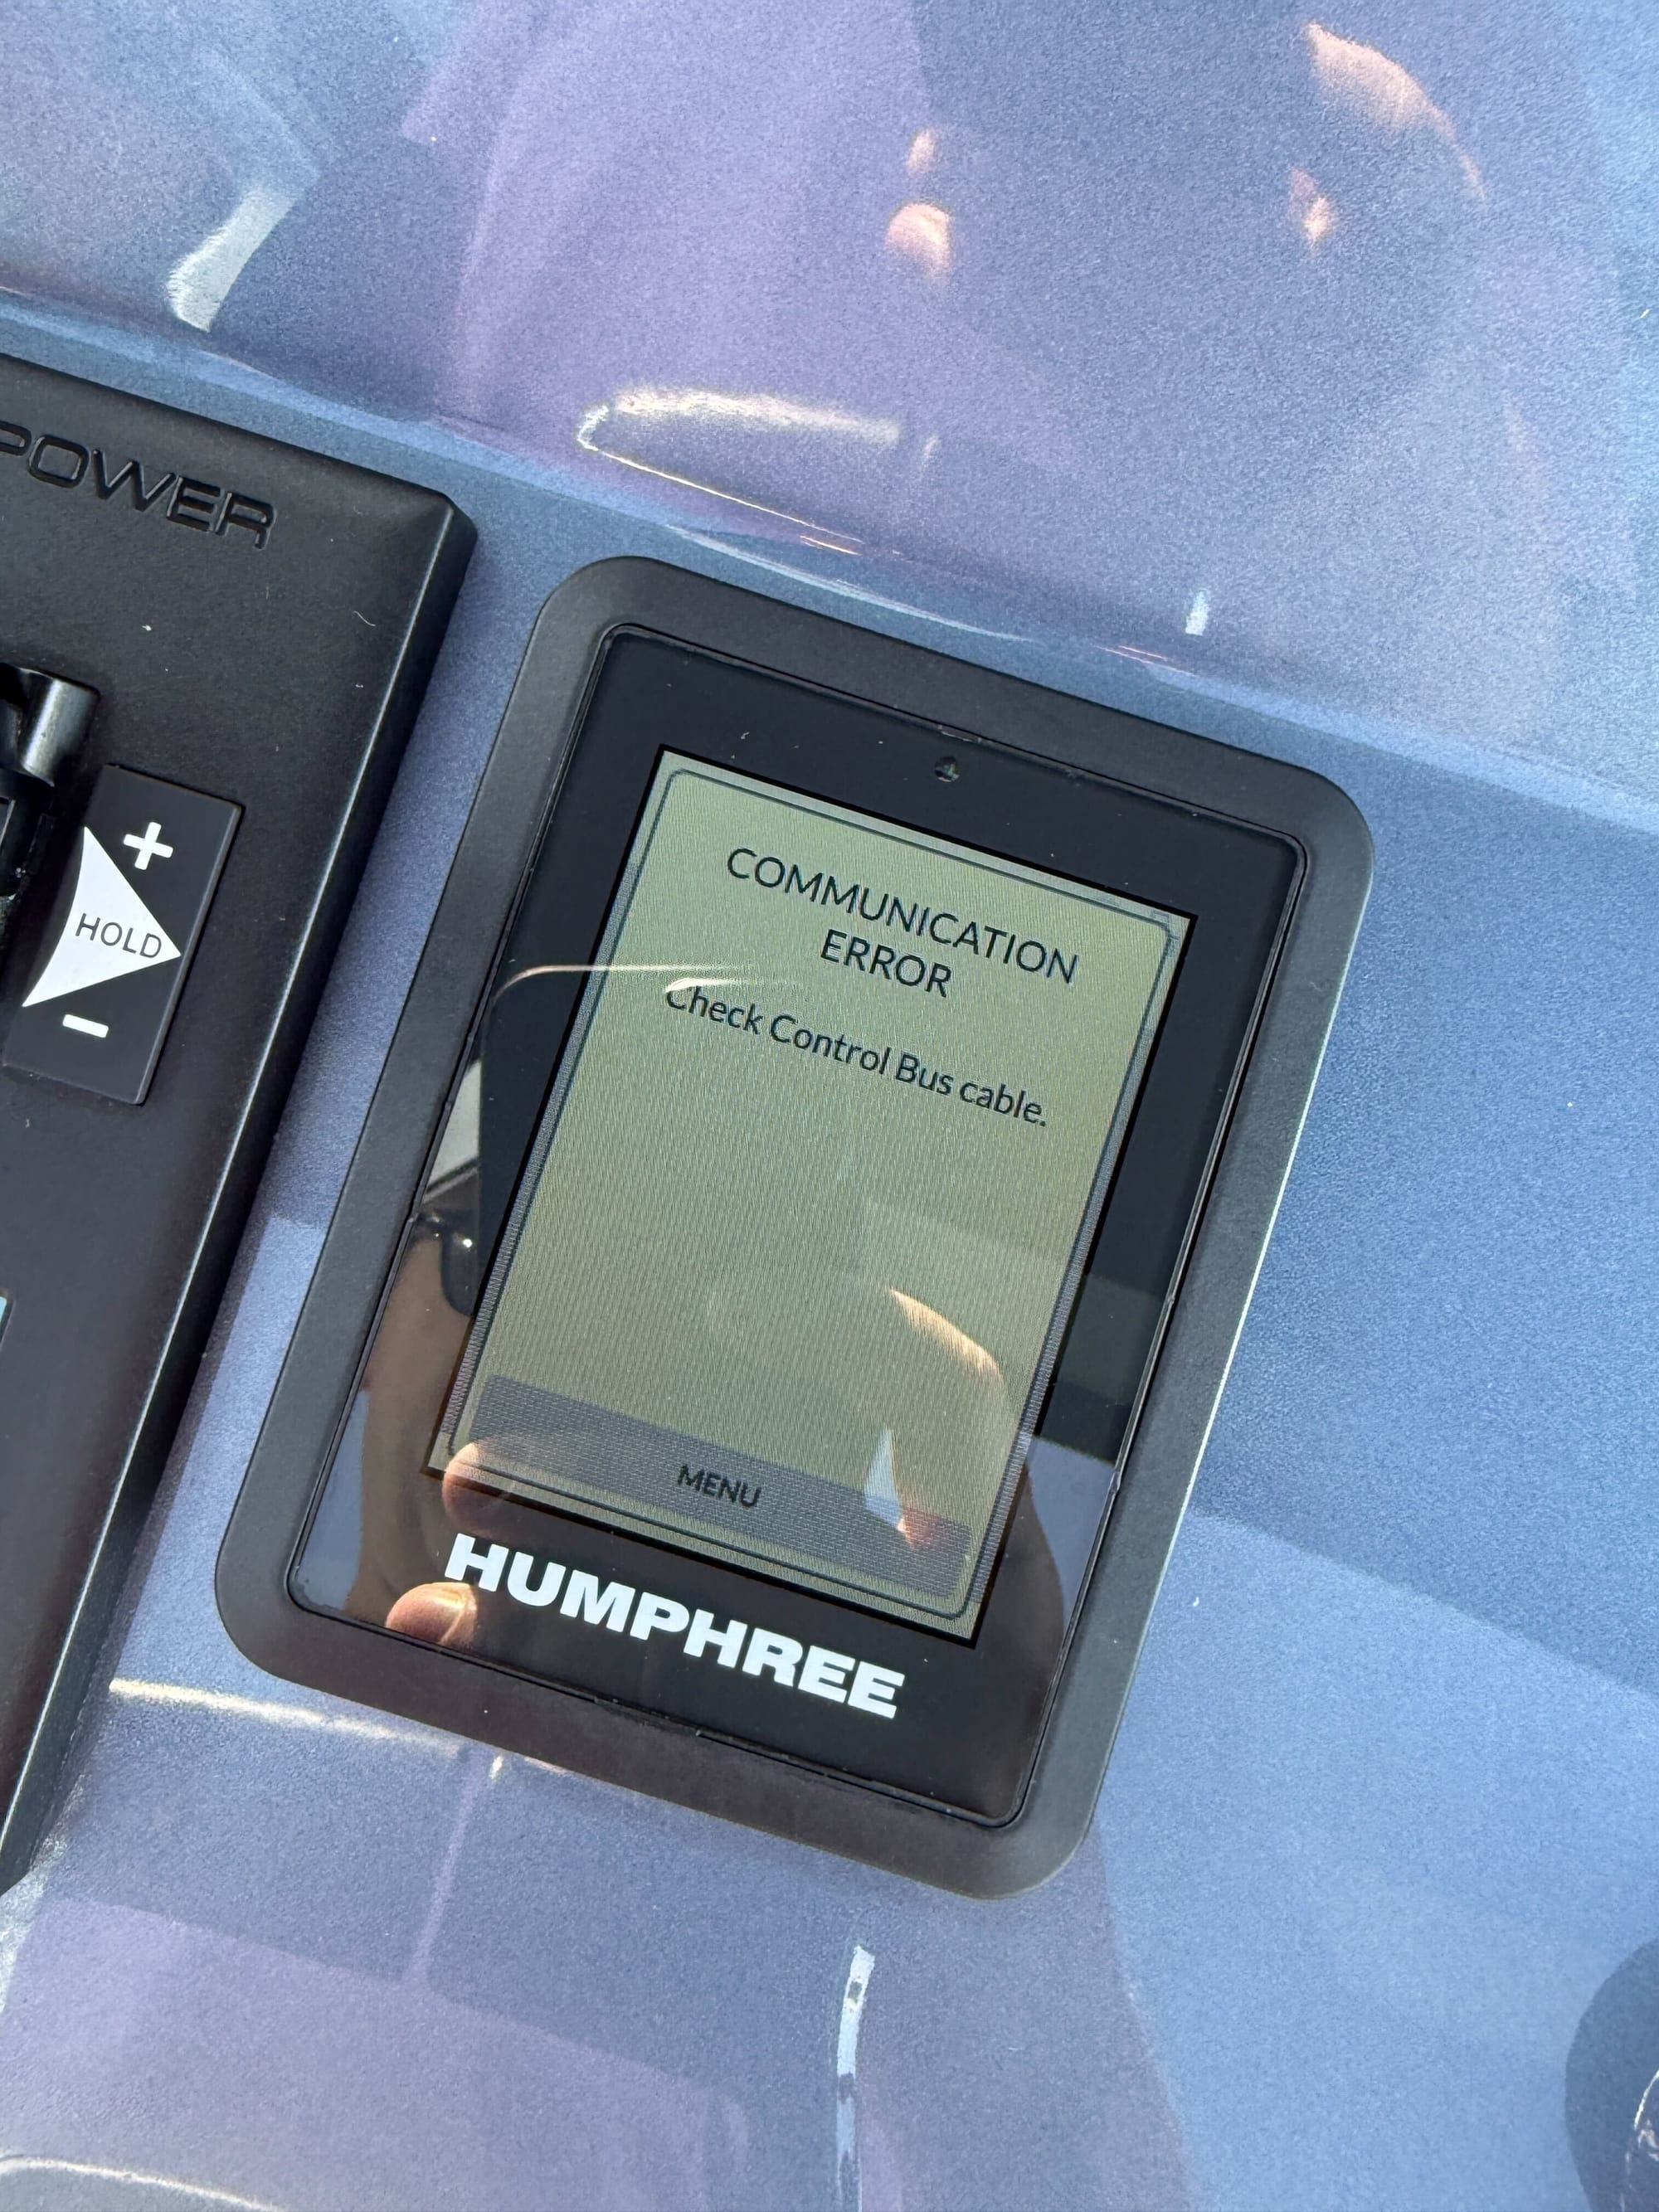 POWER
+
HOLD
-
COMMUNICATION
ERROR
Check Control Bus cable.
MENU
HUMPHREE